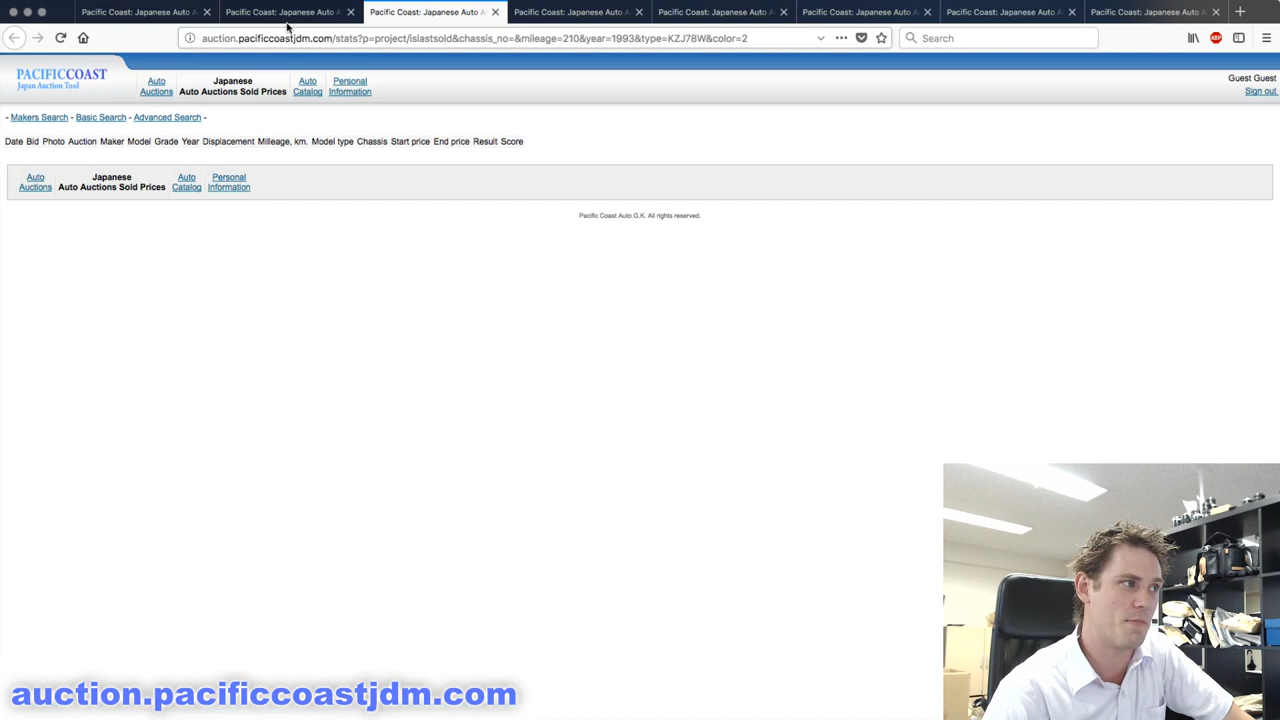 Pacific Coast: Japanese Auto A Pacific Coast: Japanese Auto A Pacific Coast: Japanese Auto A Pacific Coast: Japanese Auto A Pacific Coast: Japanese Auto A Pacific Coast: Japanese Auto A Pacific Coast: Japanese Auto A Pacific Coast: Japanese Auto A
auction.pacificcoastjdm.com/stats?p=project/islastsold&chassis_no=&mileage=210&year=1993&type=KZJ78W&color=2 Search ABP
PACIFICCOAST
Japan Auction Tool
Auto Auctions
Japanese
Auto Auctions Sold Prices
Auto Catalog
Personal Information
Guest Guest
Sign out
- Makers Search - Basic Search - Advanced Search -
Date Bid Photo Auction Maker Model Grade Year Displacement Mileage, km. Model type Chassis Start price End price Result Score
Auto Auctions
Japanese
Auto Auctions Sold Prices
Auto Catalog
Personal Information
Pacific Coast Auto G.K. All rights reserved.
auction.pacificcoastjdm.com